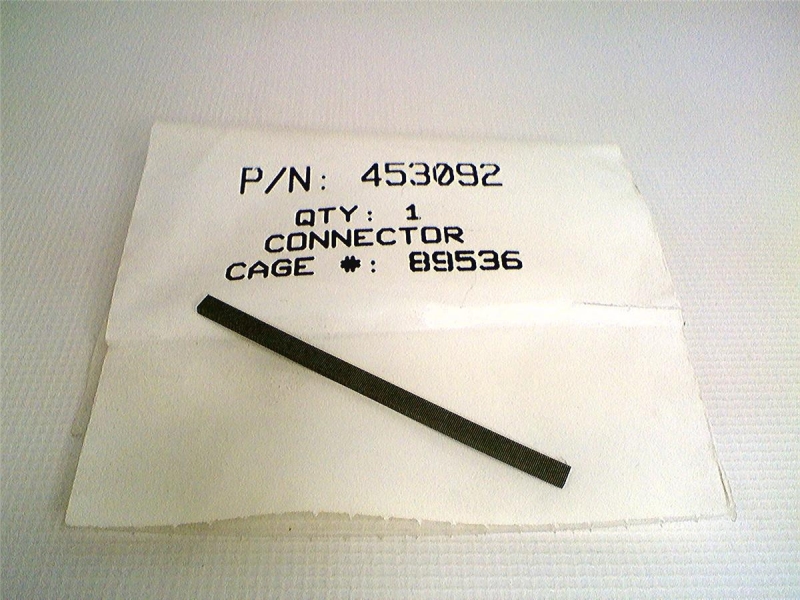 P/N: 453092
QTY: 1
CONNECTOR
CAGE #: 89536